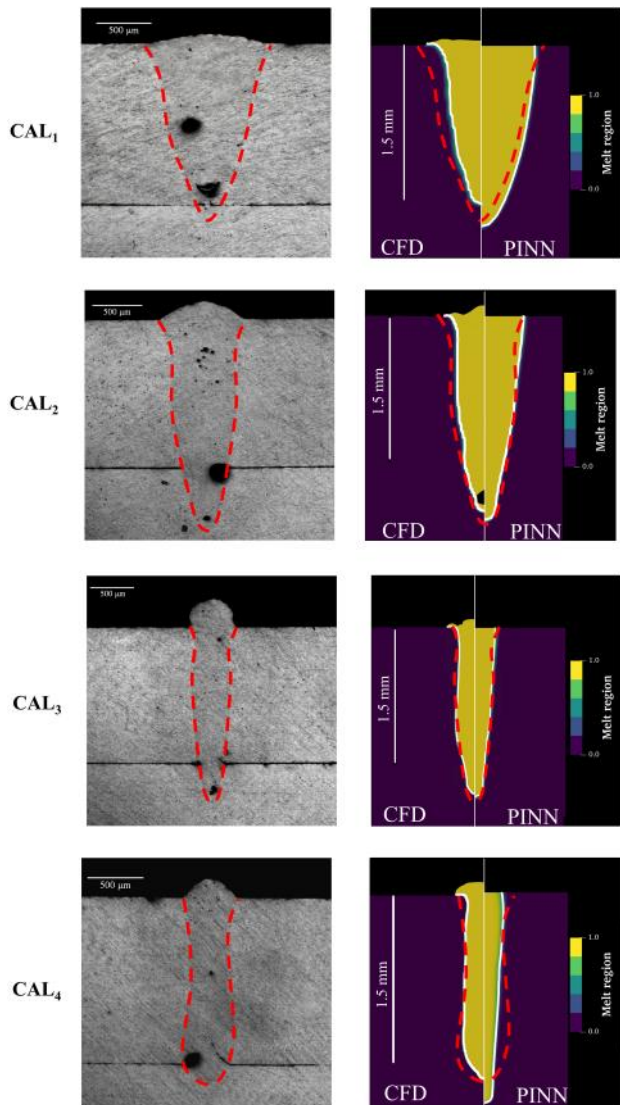 500 µm
CAL1
1.5 mm
1.0
Melt region
0.0
CFD
PINN
500 µm
CAL2
1.5 mm
1.0
Melt region
0.0
CFD
PINN
500 µm
CAL3
1.5 mm
1.0
Melt region
0.0
CFD
PINN
500 µm
CAL4
1.5 mm
1.0
Melt region
0.0
CFD
PINN